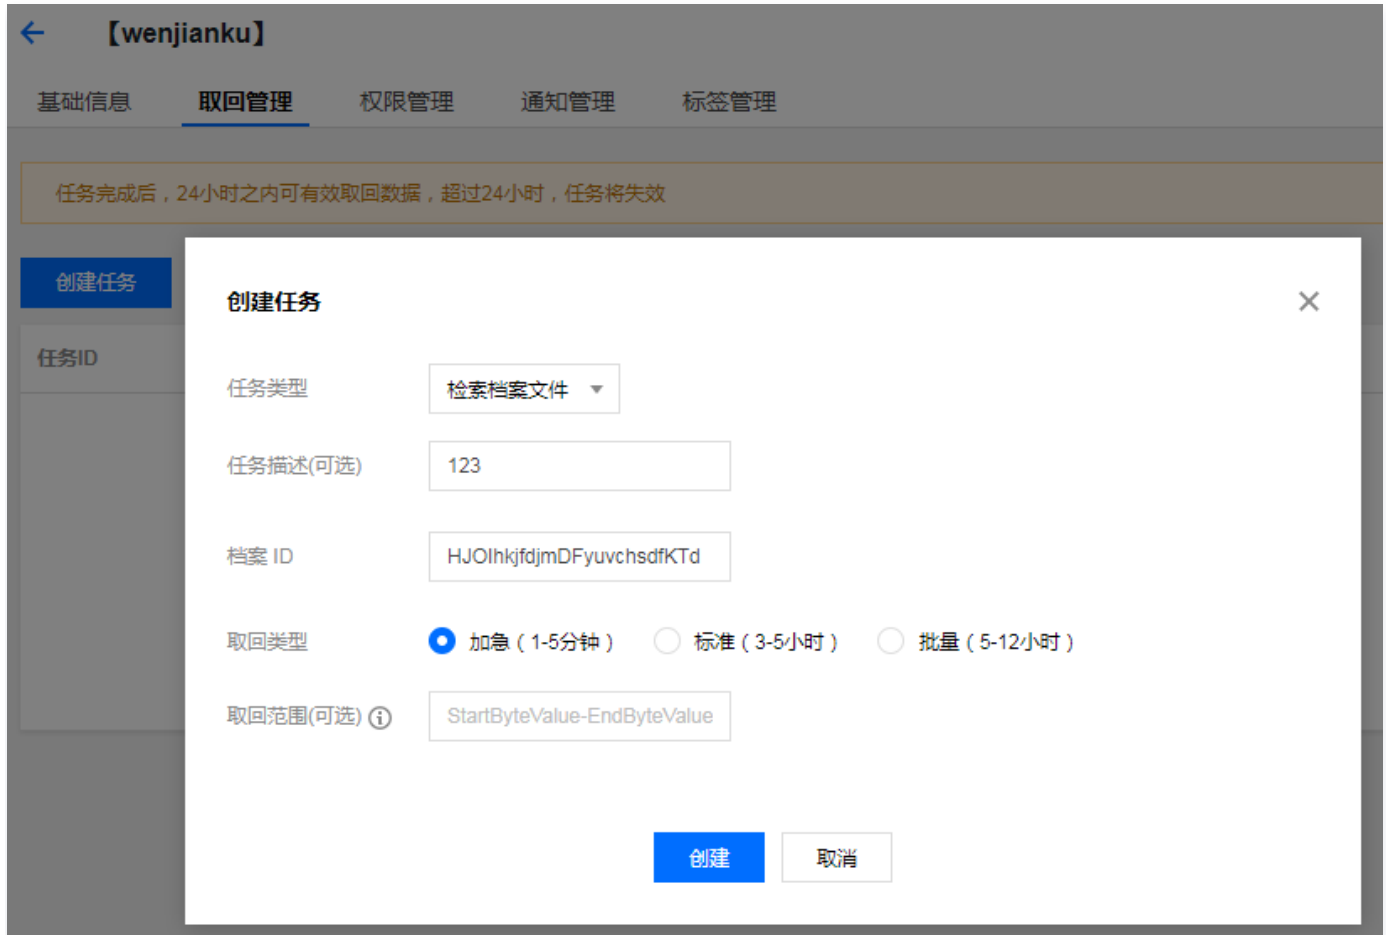 【wenjianku】
基础信息 取回管理 权限管理 通知管理 标签管理
任务完成后，24小时之内可有效取回数据，超过24小时，任务将失效
创建任务
任务ID
创建任务
任务类型 检索档案文件
任务描述(可选) 123
档案 ID HJOIhkjfdjmDFyuvchsdfKTd
取回类型 加急（1-5分钟） 标准（3-5小时） 批量（5-12小时）
取回范围(可选) StartByteValue-EndByteValue
创建 取消